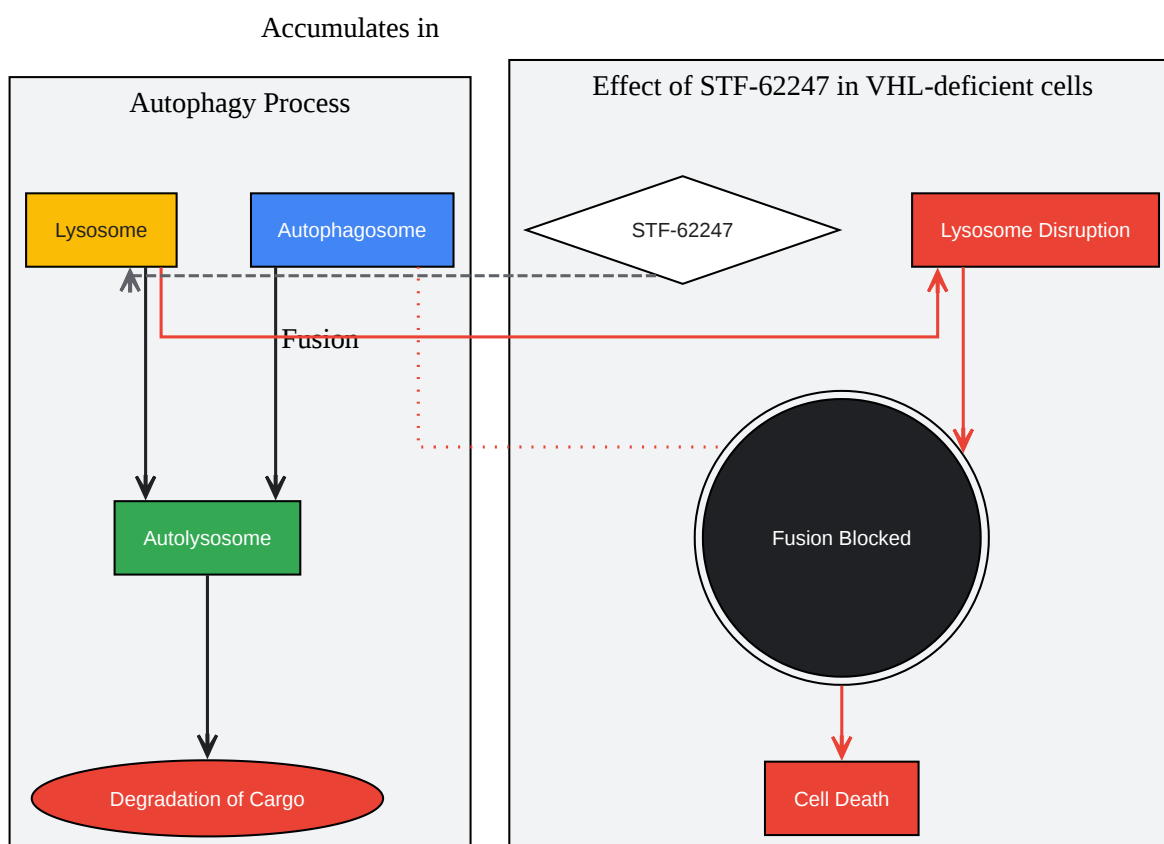 Accumulates in
Autophagy Process
Effect of STF-62247 in VHL-deficient cells
Lysosome
Autophagosome
STF-62247
Lysosome Disruption
Fusion
Autolysosome
Fusion Blocked
Degradation of Cargo
Cell Death